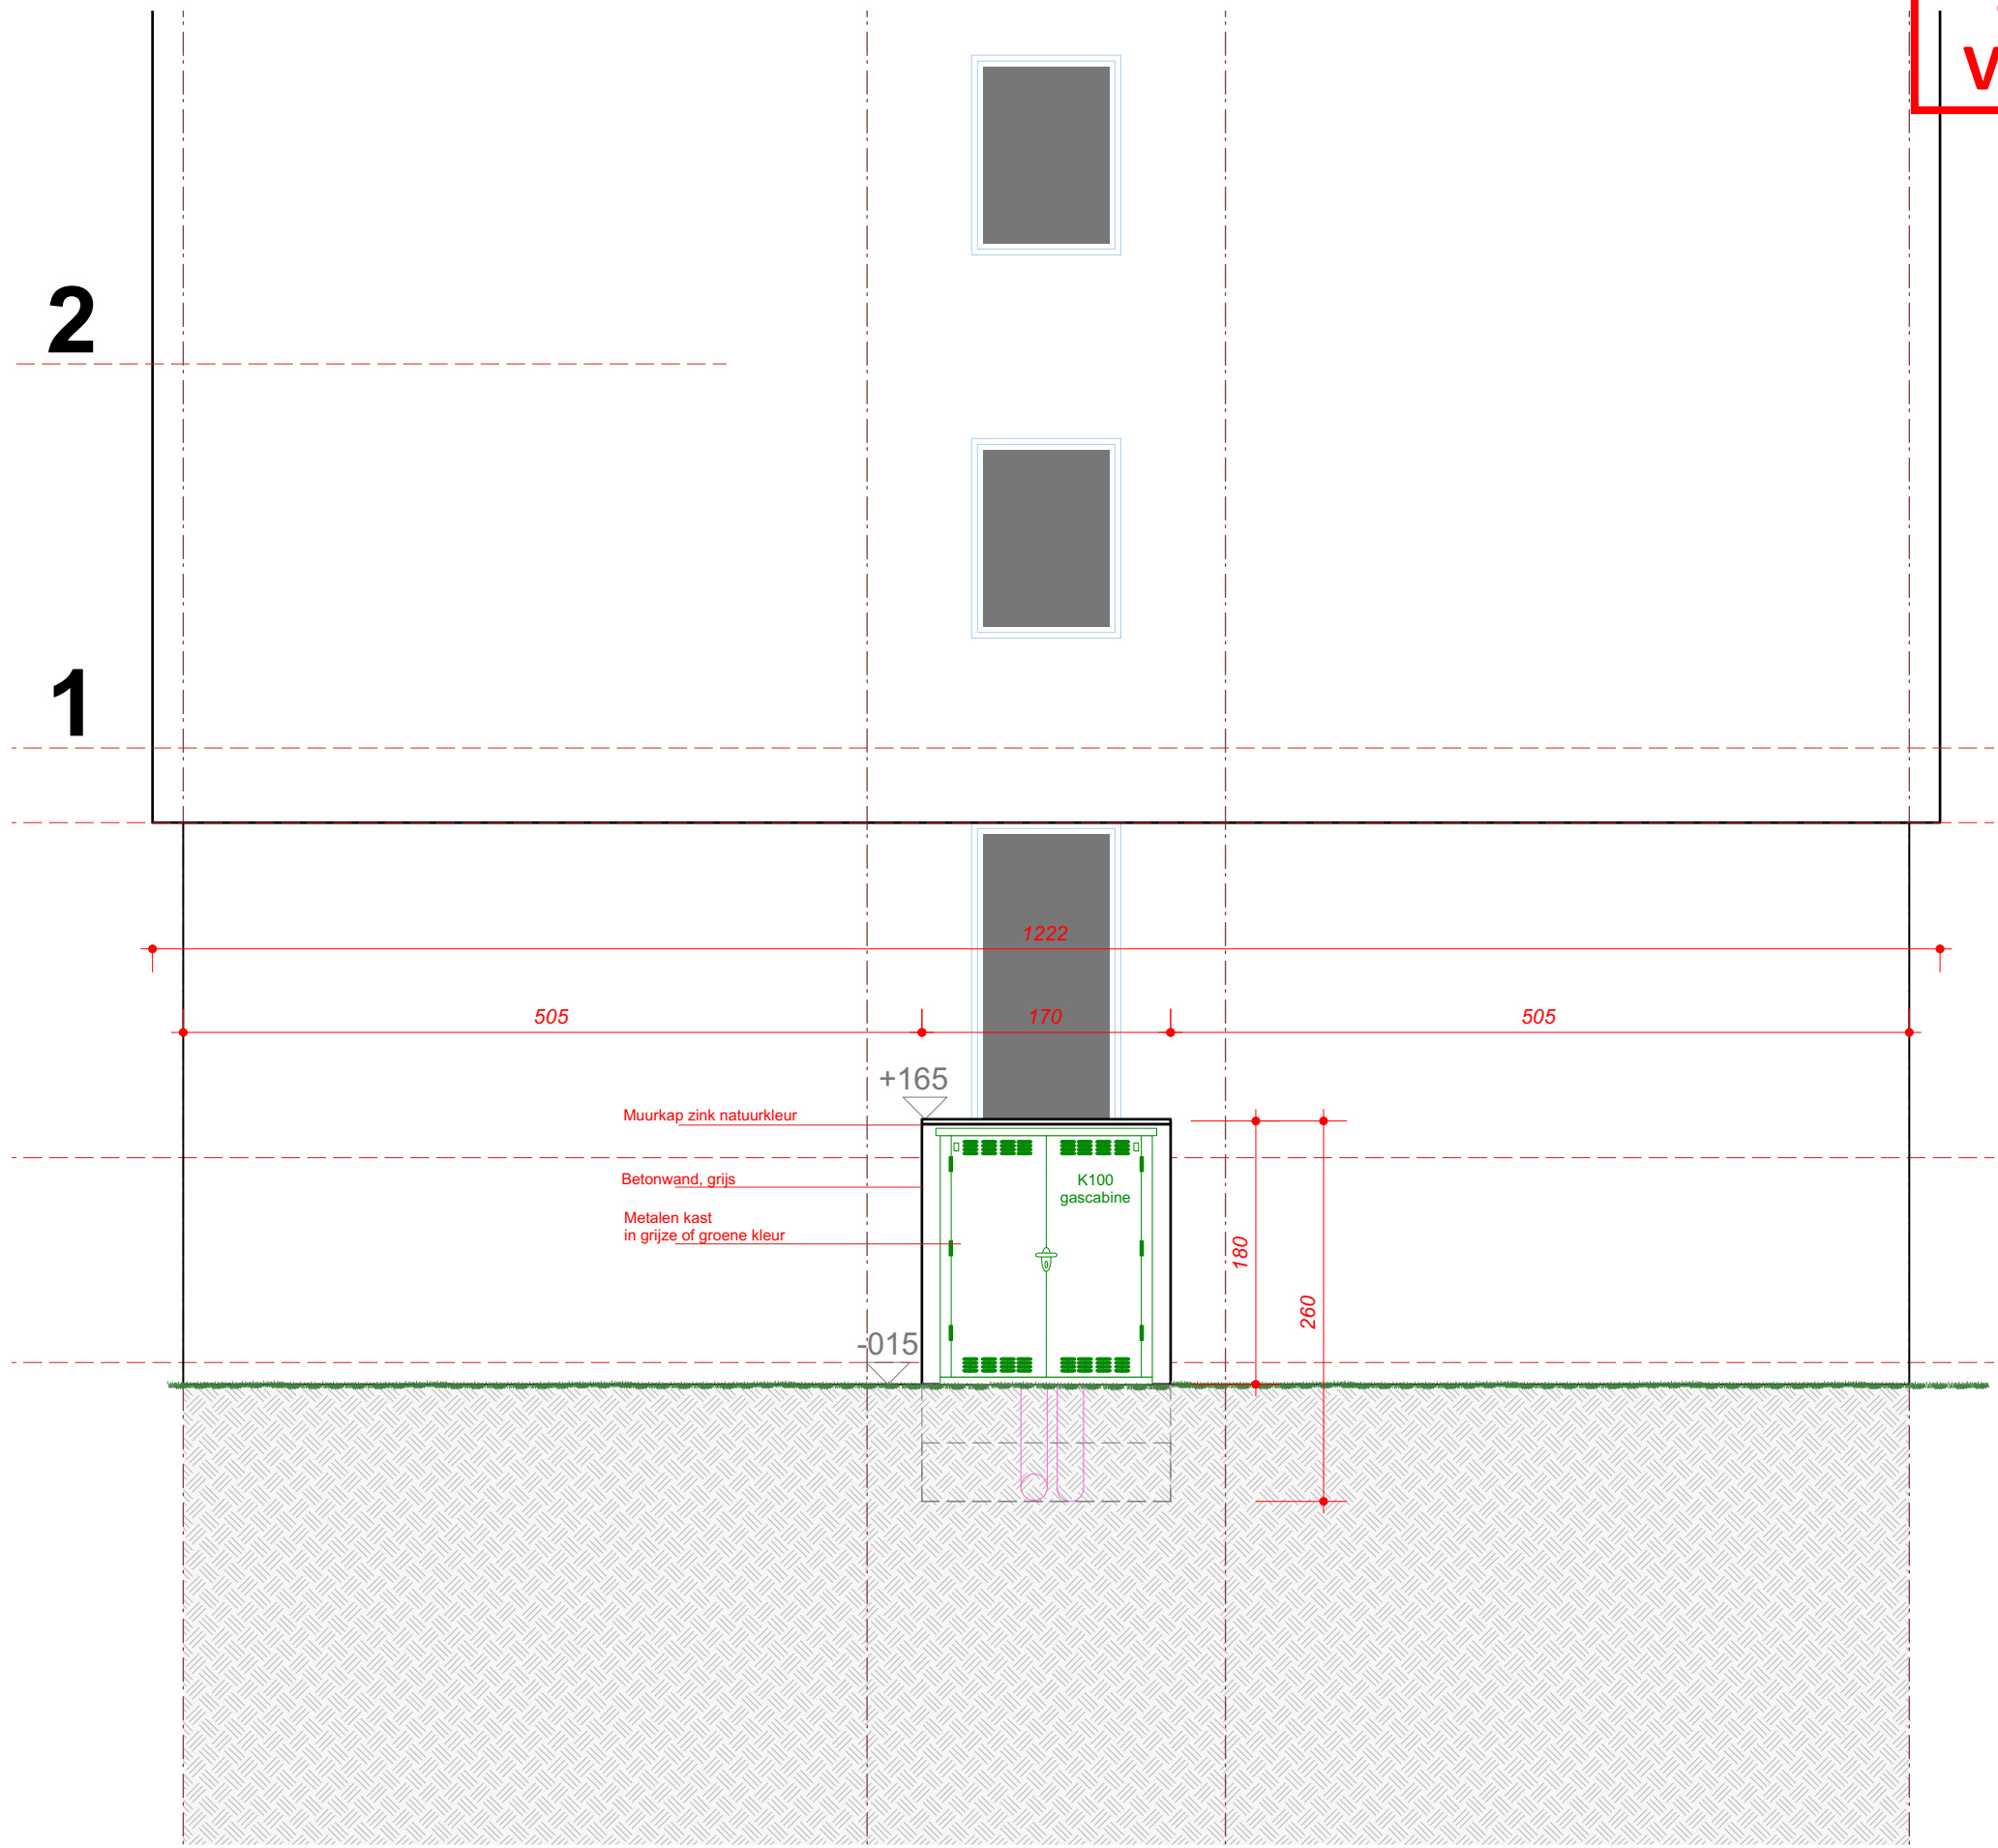 V
2
1
1222
505
170
505
+165
Muurkap zink natuurkleur
Betonwand, grijs
K100
gascabine
Metalen kast
in grijze of groene kleur
180
260
-015